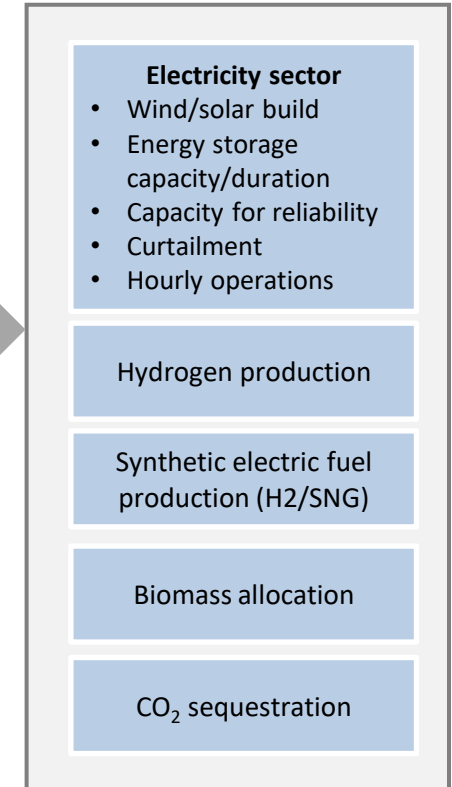 Electricity sector
• Wind/solar build
• Energy storage
capacity/duration
• Capacity for reliability
• Curtailment
• Hourly operations
Hydrogen production
Synthetic electric fuel
production (H2/SNG)
Biomass allocation
CO₂ sequestration